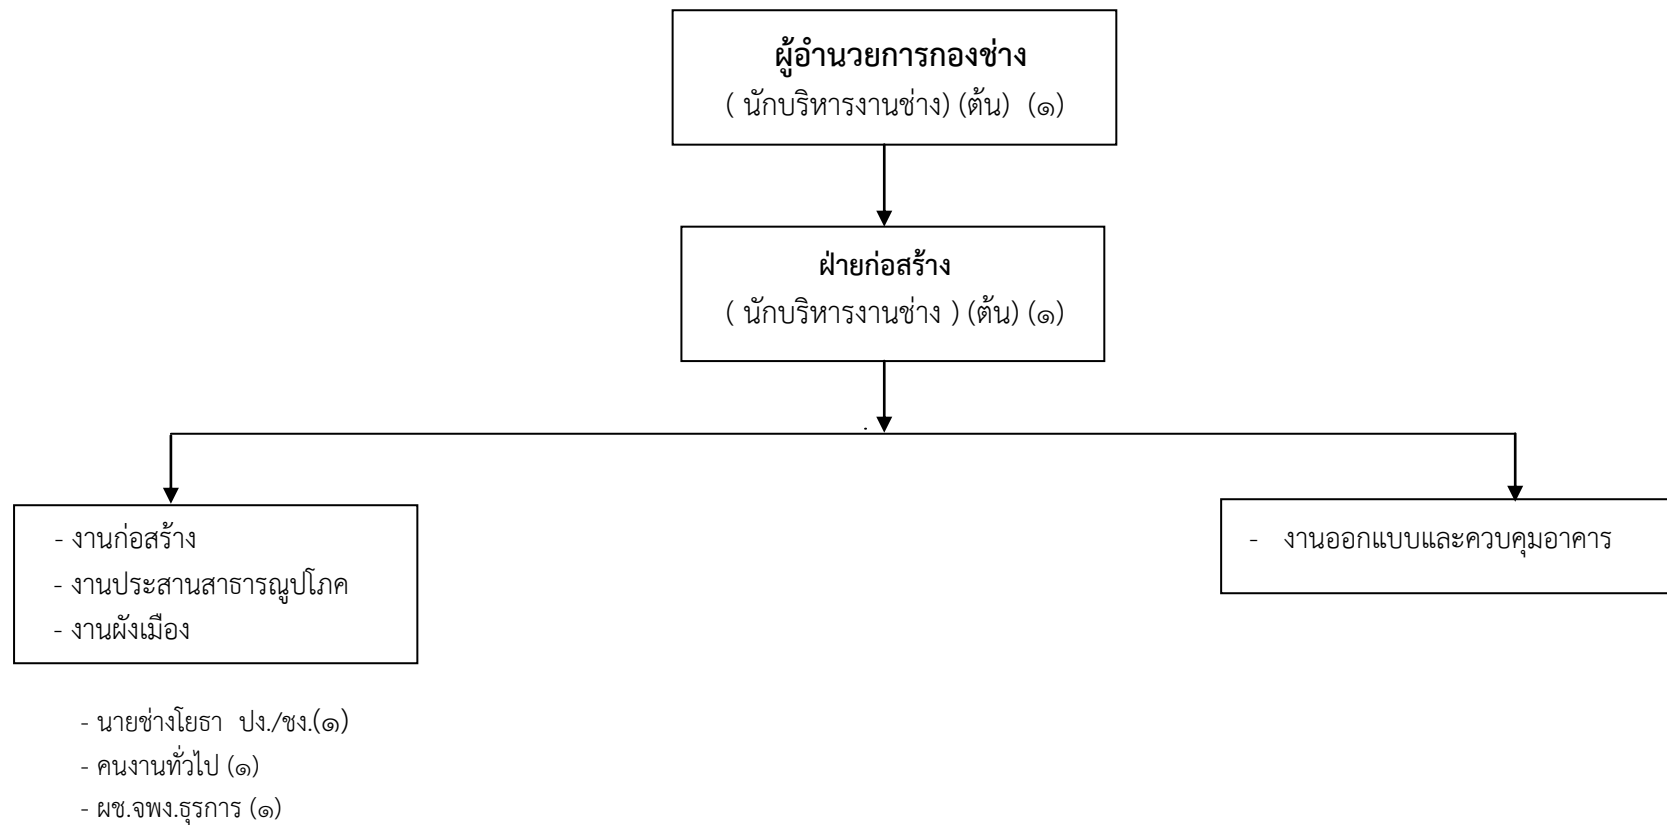 ผู้อำนวยการกองช่าง
( นักบริหารงานช่าง) (ต้น) (๑)
ฝ่ายก่อสร้าง
( นักบริหารงานช่าง ) (ต้น) (๑)
- งานก่อสร้าง
- งานประสานสาธารณูปโภค
- งานผังเมือง
- งานออกแบบและควบคุมอาคาร
- นายช่างโยธา ปง./ชง.(๑)
- คนงานทั่วไป (๑)
- ผช.จพง.ธุรการ (๑)